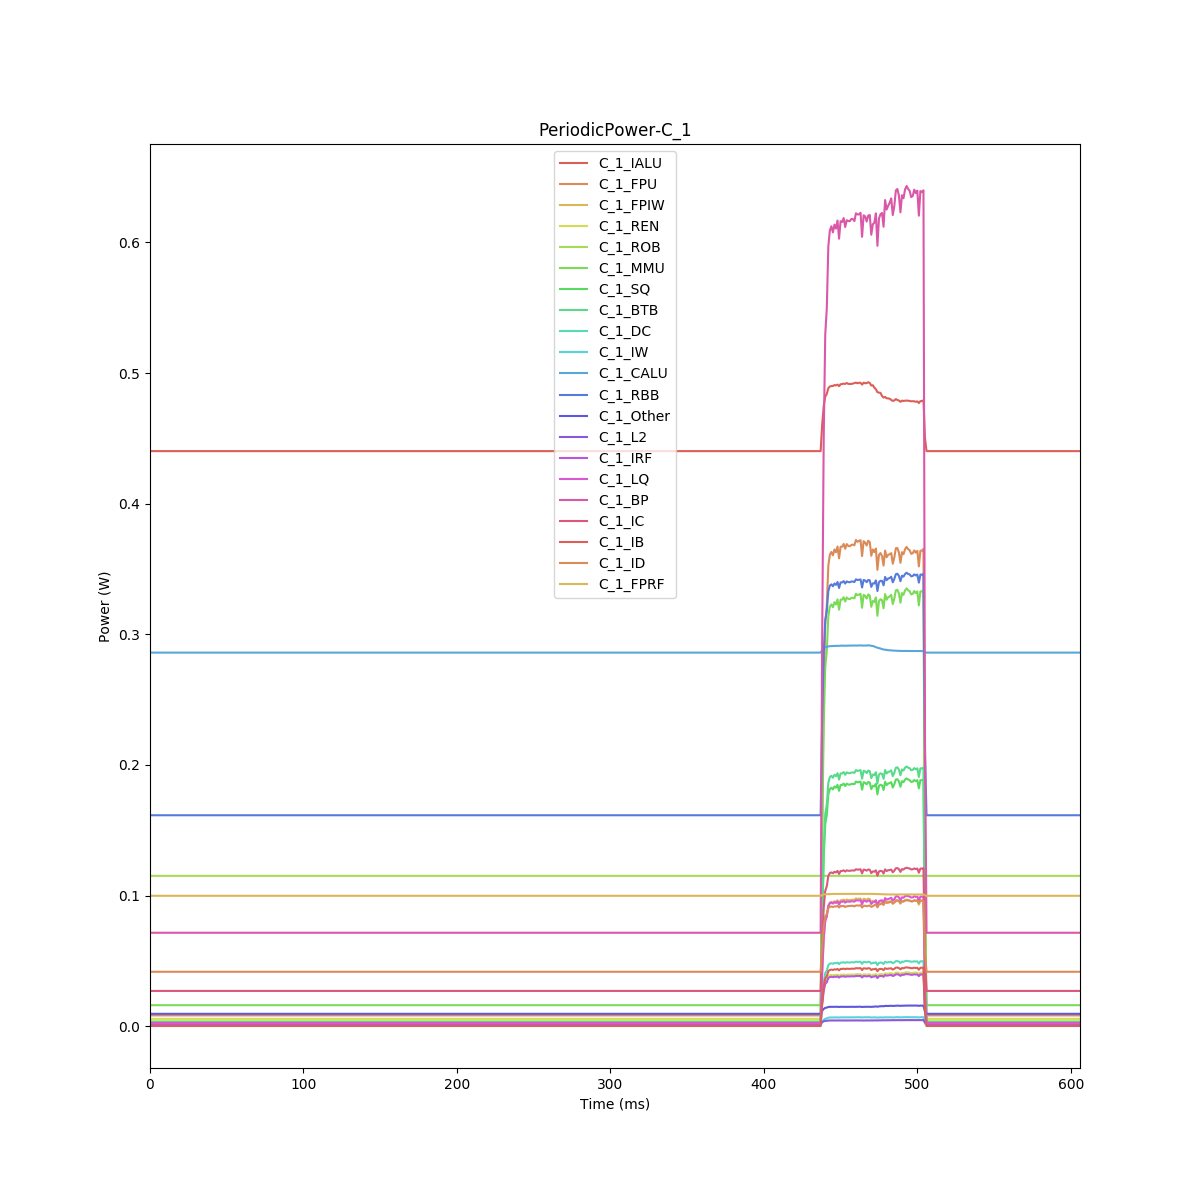 PeriodicPower-C_1
C_1_IALU
C_1_FPU
C_1_FPIW
C_1_REN
C_1_ROB
C_1_MMU
C_1_SQ
C_1_BTB
C_1_DC
C_1_IW
C_1_CALU
C_1_RBB
C_1_Other
C_1_L2
C_1_IRF
C_1_LQ
C_1_BP
C_1_IC
C_1_IB
C_1_ID
C_1_FPRF
Power (W)
0.6
0.5
0.4
0.3
0.2
0.1
0.0
0 100 200 300 400 500 600
Time (ms)